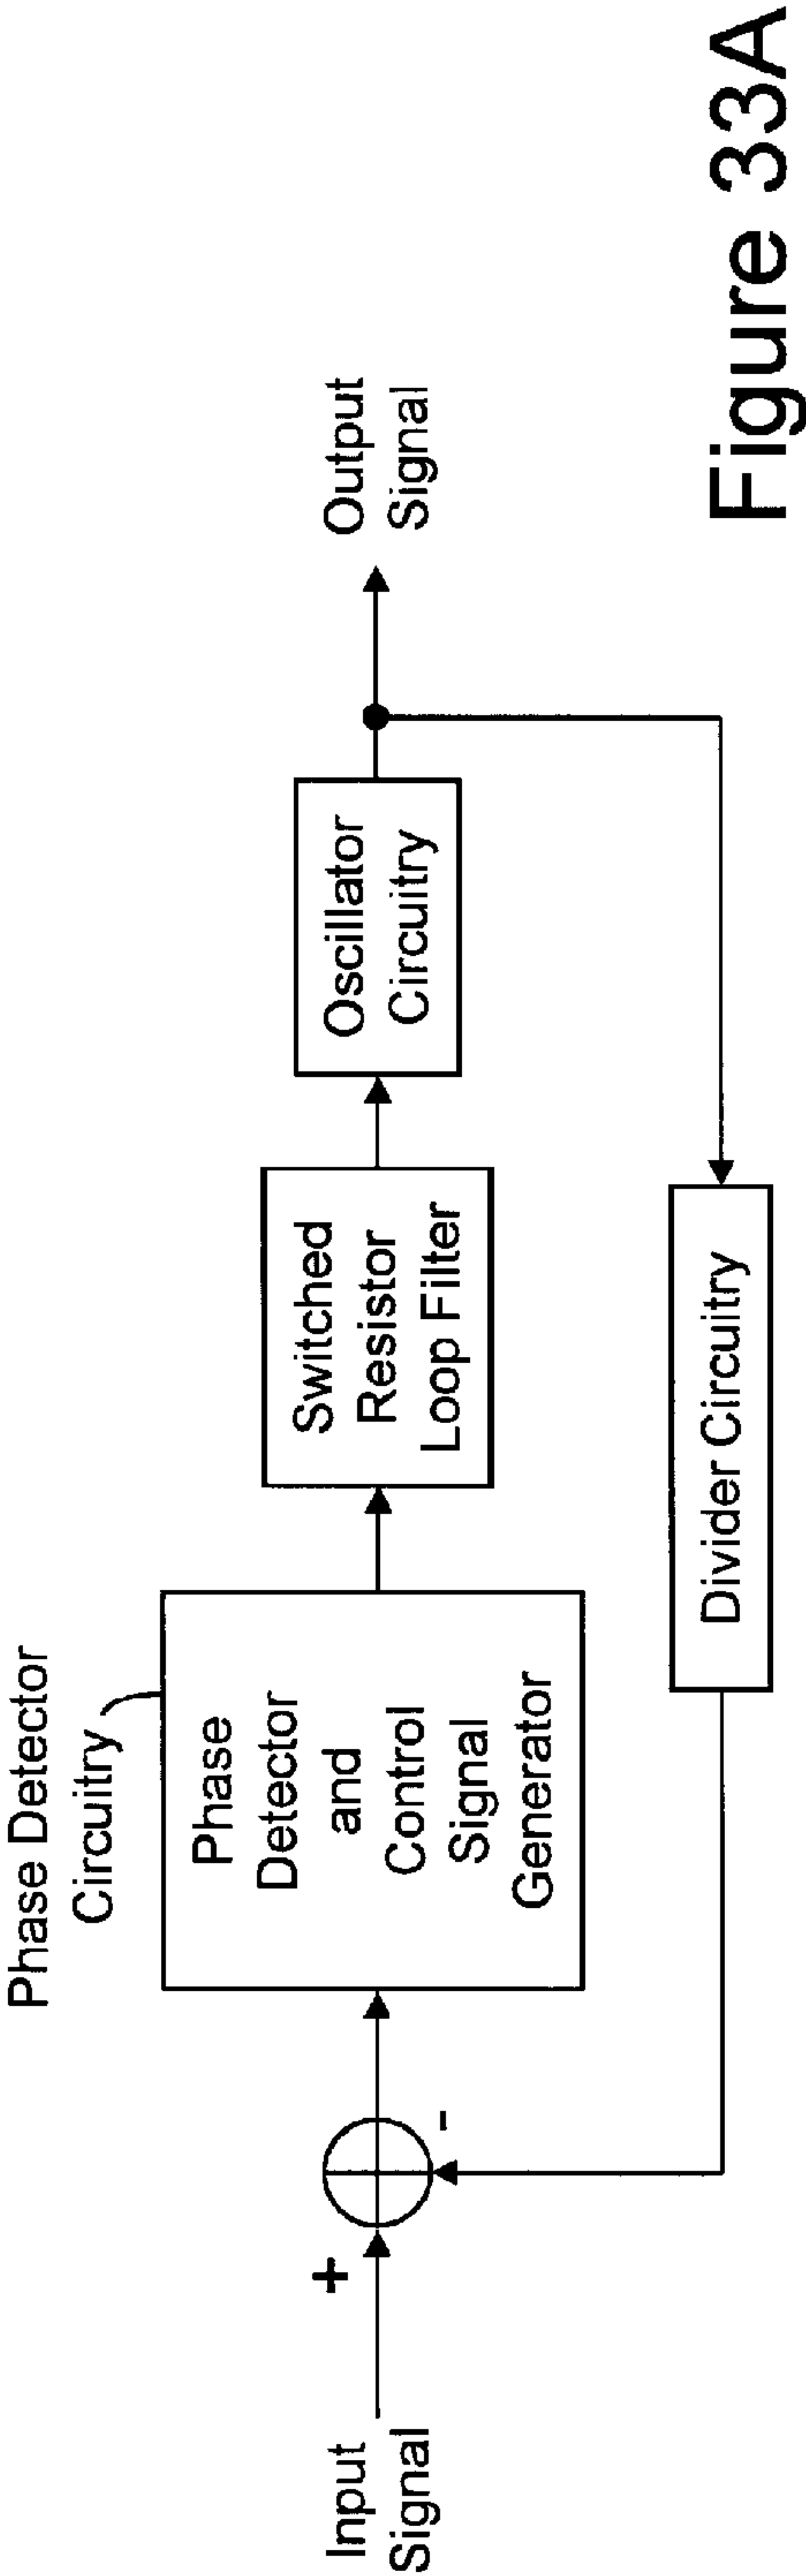 Phase Detector
Circuitry
Input
Signal
+
-
Phase
Detector
and
Control
Signal
Generator
Switched
Resistor
Loop Filter
Oscillator
Circuitry
Output
Signal
Divider Circuitry
Figure 33A